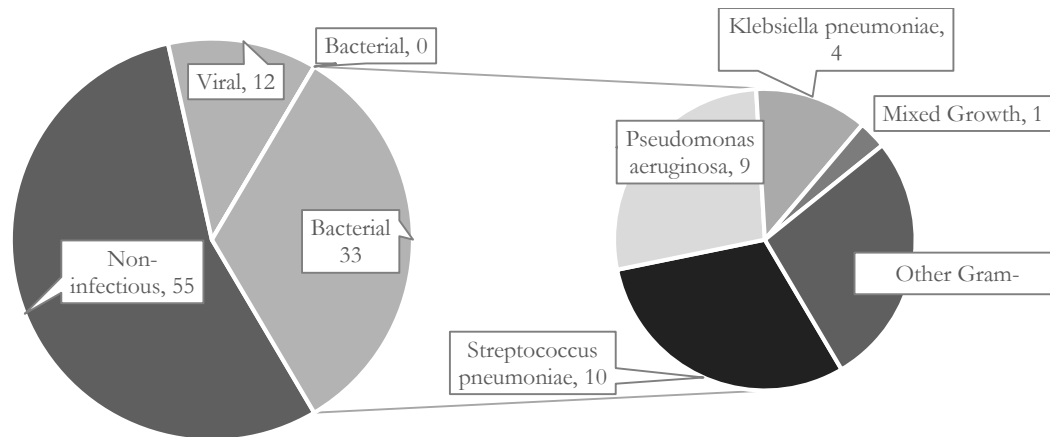 Viral, 12
Bacterial, 0
Bacterial
33
Non-
infectious, 55
Klebsiella pneumoniae,
4
Mixed Growth, 1
Pseudomonas
aeruginosa, 9
Other Gram-
Streptococcus
pneumoniae, 10